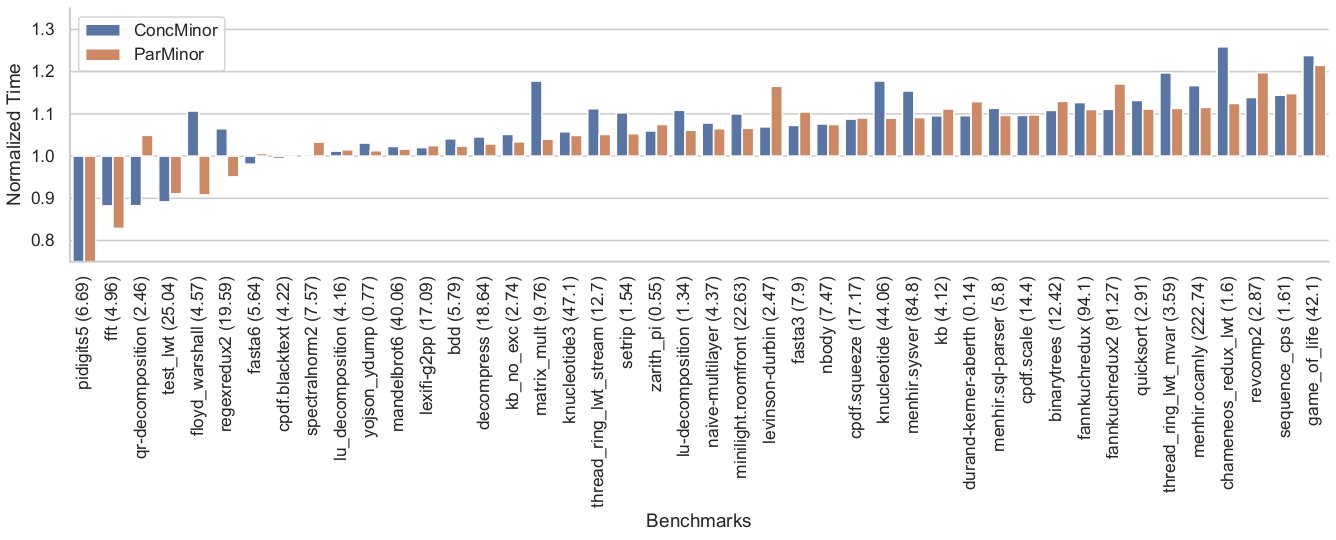 ConcMinor
ParMinor
Normalized Time
1.3
1.2
1.1
1.0
0.9
0.8
pidigits5 (6.69)
fft (4.96)
qr-decomposition (2.46)
test_lwt (25.04)
floyd_warshall (4.57)
regexredux2 (19.59)
fasta6 (5.64)
cpdf.blacktext (4.22)
spectralnorm2 (7.57)
lu_decomposition (4.16)
yojson_ydump (0.77)
mandelbrot6 (40.06)
lexifi-g2pp (17.09)
bdd (5.79)
decompress (18.64)
kb_no_exc (2.74)
matrix_mult (9.76)
knucleotide3 (47.1)
thread_ring_lwt_stream (12.7)
setrip (1.54)
zarith_pi (0.55)
lu-decomposition (1.34)
naive-multilayer (4.37)
minilight.roomfront (22.63)
levinson-durbin (2.47)
fasta3 (7.9)
nbody (7.47)
cpdf.squeeze (17.17)
knucleotide (44.06)
menhir.sysver (84.8)
kb (4.12)
durand-kerner-aberth (0.14)
menhir.sql-parser (5.8)
cpdf.scale (14.4)
binarytrees (12.42)
fannkuchredux (94.1)
fannkuchredux2 (91.27)
quicksort (2.91)
thread_ring_lwt_mvar (3.59)
menhir.ocamly (222.74)
chameneos_redux_lwt (1.6)
revcomp2 (2.87)
sequence_cps (1.61)
game_of_life (42.1)
Benchmarks